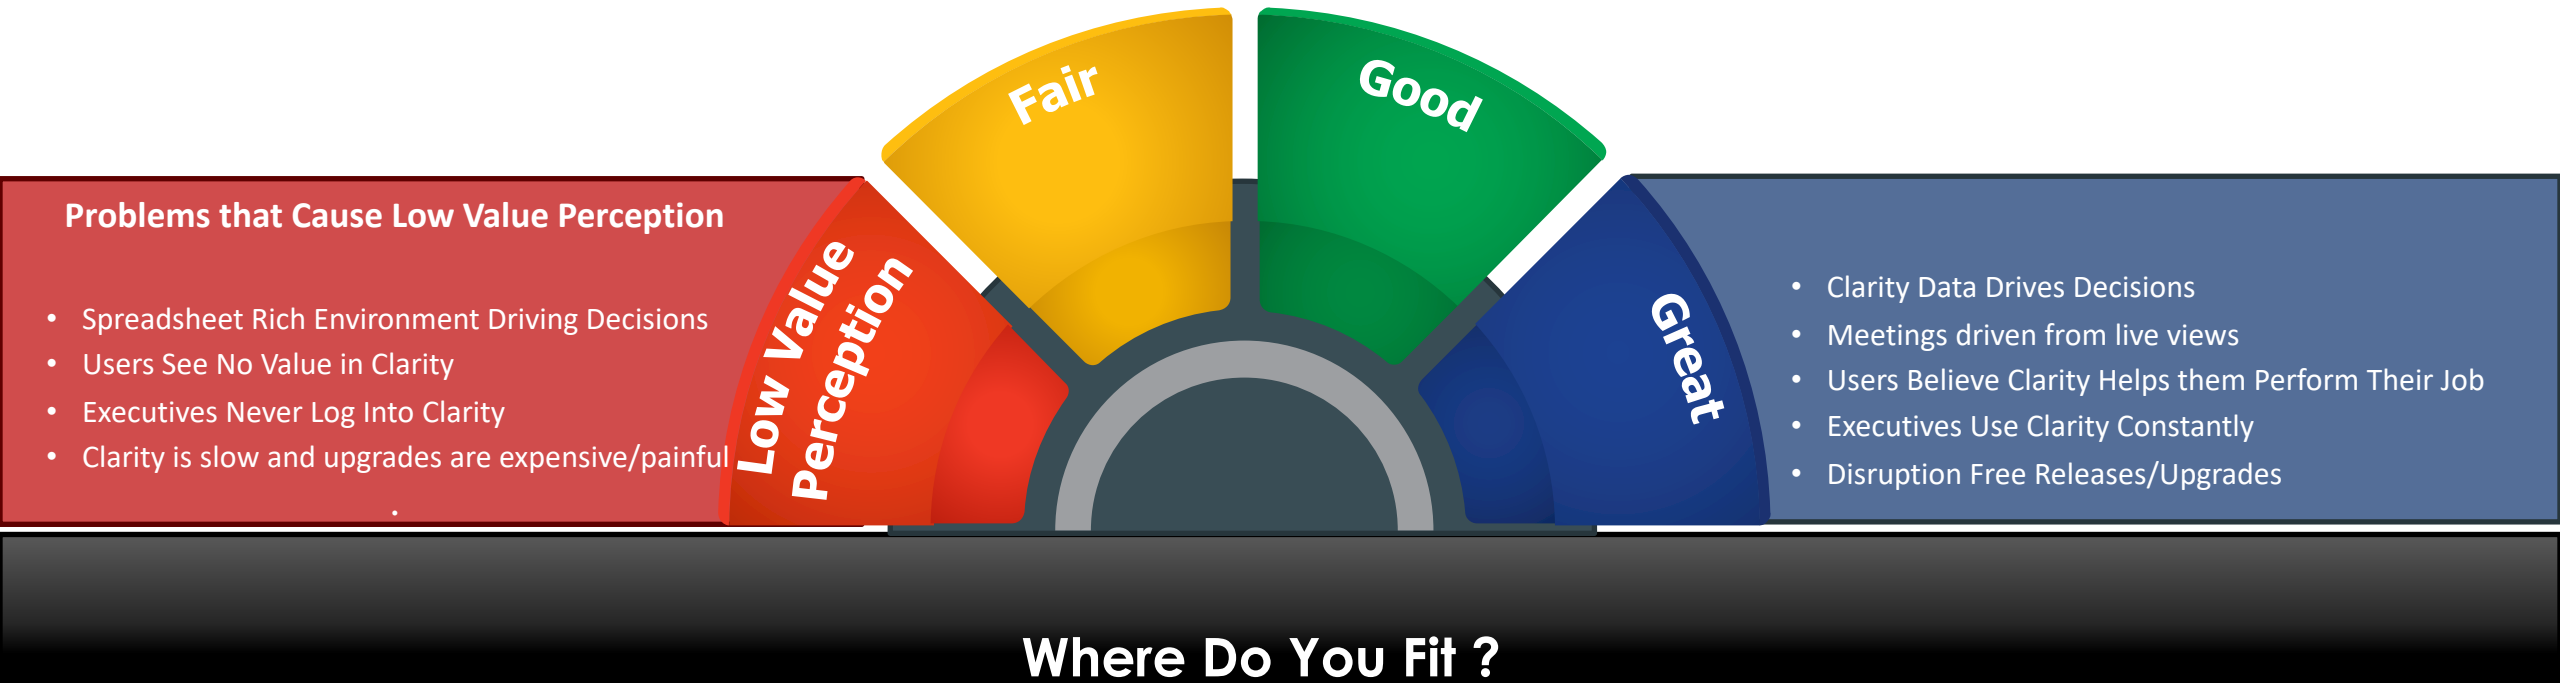 Fair
Good
Problems that Cause Low Value Perception
• Spreadsheet Rich Environment Driving Decisions
• Users See No Value in Clarity
• Executives Never Log Into Clarity
• Clarity is slow and upgrades are expensive/painful
.
Low Value
Perception
Great
• Clarity Data Drives Decisions
• Meetings driven from live views
• Users Believe Clarity Helps them Perform Their Job
• Executives Use Clarity Constantly
• Disruption Free Releases/Upgrades
Where Do You Fit ?